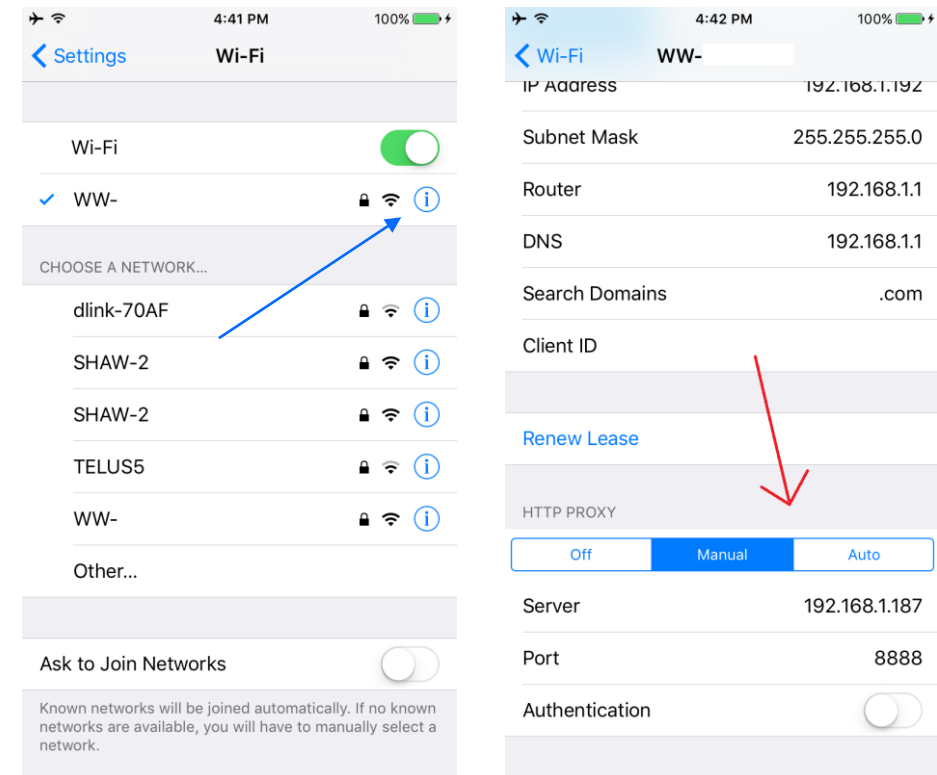 4:41 PM
100%
Settings
Wi-Fi
Wi-Fi
WW-
CHOOSE A NETWORK...
dlink-70AF
SHAW-2
SHAW-2
TELUS5
WW-
Other...
Ask to Join Networks
Known networks will be joined automatically. If no known
networks are available, you will have to manually select a
network.
4:42 PM
100%
Wi-Fi
WW-
IP Address 192.168.1.192
Subnet Mask 255.255.255.0
Router 192.168.1.1
DNS 192.168.1.1
Search Domains .com
Client ID
Renew Lease
HTTP PROXY
Off Manual Auto
Server 192.168.1.187
Port 8888
Authentication